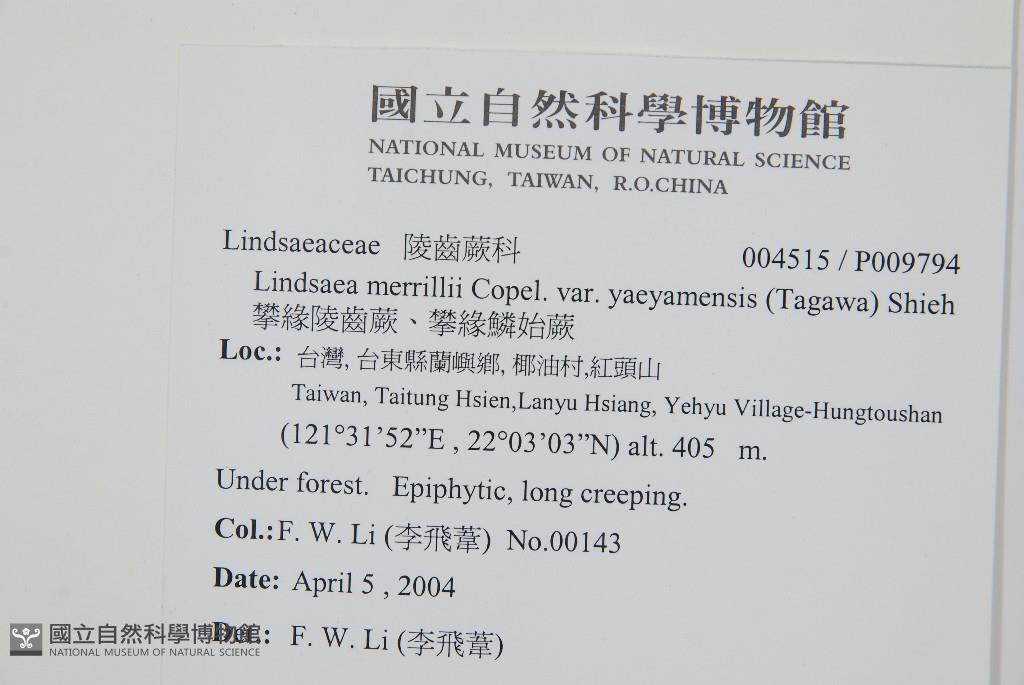 國立自然科學博物館
NATIONAL MUSEUM OF NATURAL SCIENCE
TAICHUNG, TAIWAN, R.O.CHINA
Lindsaeaceae 陵齒蕨科 004515 / P009794
Lindsaea merrillii Copel. var. yaeyamensis (Tagawa) Shieh
攀緣陵齒蕨、攀緣鱗始蕨
Loc.: 台灣, 台東縣蘭嶼鄉, 椰油村,紅頭山
Taiwan, Taitung Hsien,Lanyu Hsiang, Yehyu Village-Hungtoushan
(121°31’52”E , 22°03’03”N) alt. 405 m.
Under forest. Epiphytic, long creeping.
Col.:F. W. Li (李飛葦) No.00143
Date: April 5 , 2004
Det.: F. W. Li (李飛葦)
國立自然科學博物館
NATIONAL MUSEUM OF NATURAL SCIENCE